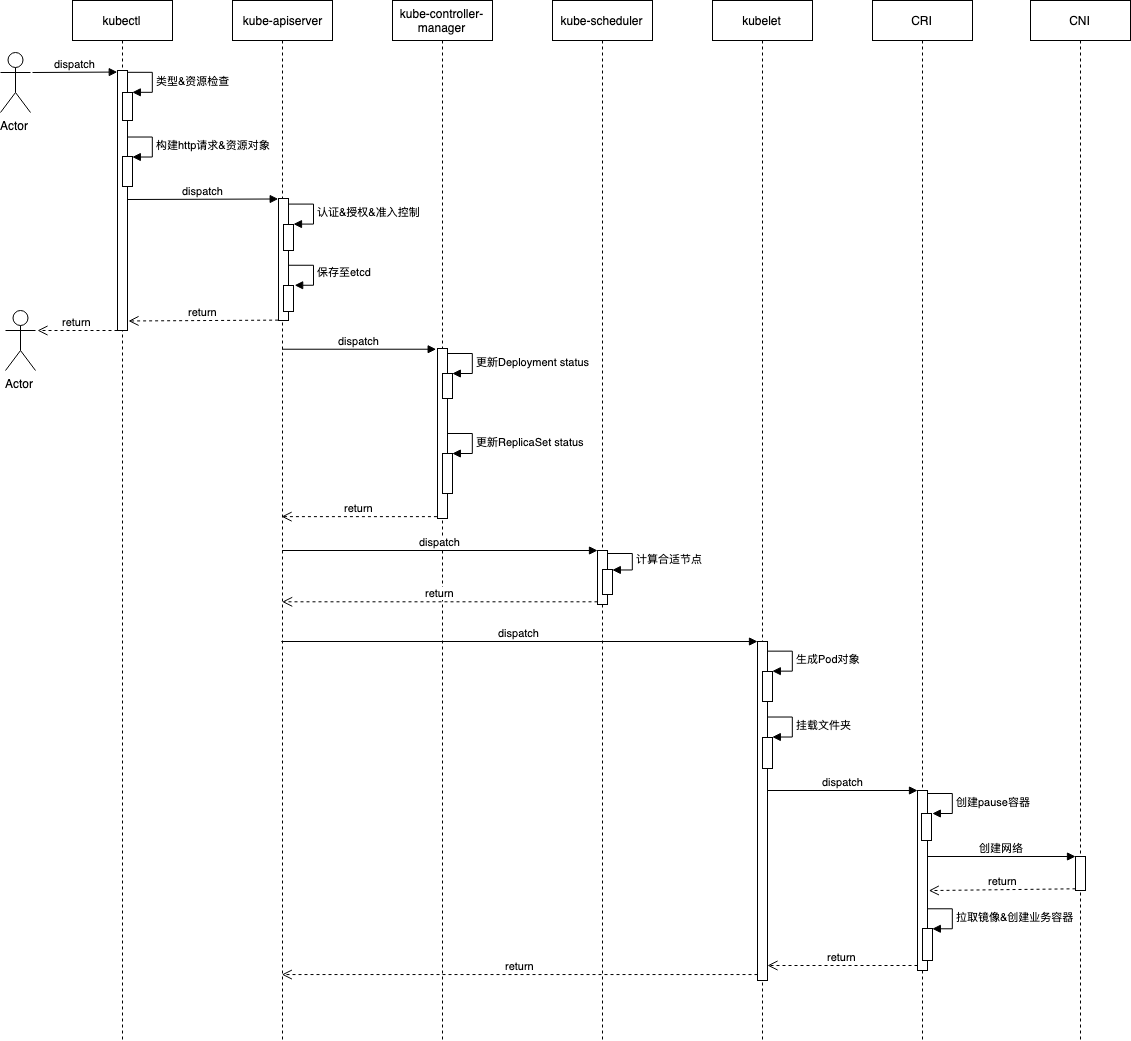 kubectl
kube-apiserver
kube-controller-
manager
kube-scheduler
kubelet
CRI
CNI
dispatch
类型&资源检查
Actor
构建http请求&资源对象
dispatch
认证&授权&准入控制
保存至etcd
return
return
Actor
dispatch
更新Deployment status
更新ReplicaSet status
return
dispatch
计算合适节点
return
dispatch
生成Pod对象
挂载文件夹
dispatch
创建pause容器
创建网络
return
拉取镜像&创建业务容器
return
return